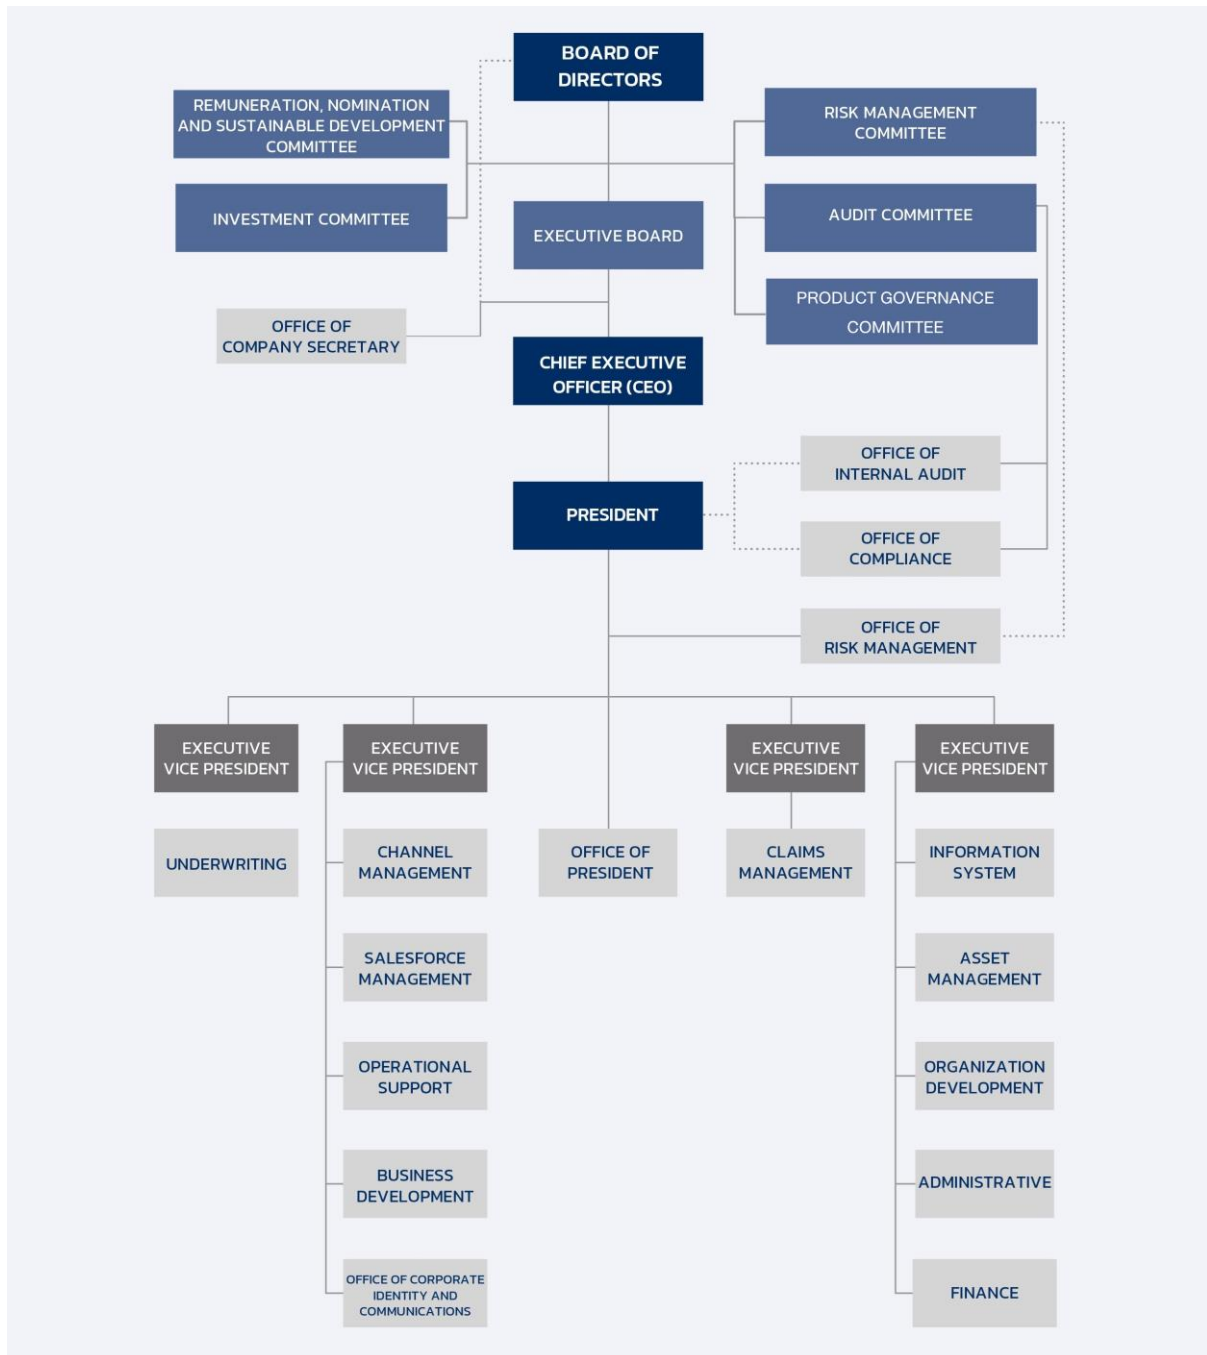 BOARD OF
DIRECTORS
REMUNERATION, NOMINATION
AND SUSTAINABLE DEVELOPMENT
COMMITTEE
RISK MANAGEMENT
COMMITTEE
INVESTMENT COMMITTEE
EXECUTIVE BOARD
AUDIT COMMITTEE
PRODUCT GOVERNANCE
COMMITTEE
OFFICE OF
COMPANY SECRETARY
CHIEF EXECUTIVE
OFFICER (CEO)
OFFICE OF
INTERNAL AUDIT
PRESIDENT
OFFICE OF
COMPLIANCE
OFFICE OF
RISK MANAGEMENT
EXECUTIVE
VICE PRESIDENT
EXECUTIVE
VICE PRESIDENT
EXECUTIVE
VICE PRESIDENT
EXECUTIVE
VICE PRESIDENT
UNDERWRITING
CHANNEL
MANAGEMENT
OFFICE OF
PRESIDENT
CLAIMS
MANAGEMENT
INFORMATION
SYSTEM
SALESFORCE
MANAGEMENT
ASSET
MANAGEMENT
OPERATIONAL
SUPPORT
ORGANIZATION
DEVELOPMENT
BUSINESS
DEVELOPMENT
ADMINISTRATIVE
OFFICE OF CORPORATE
IDENTITY AND
COMMUNICATIONS
FINANCE